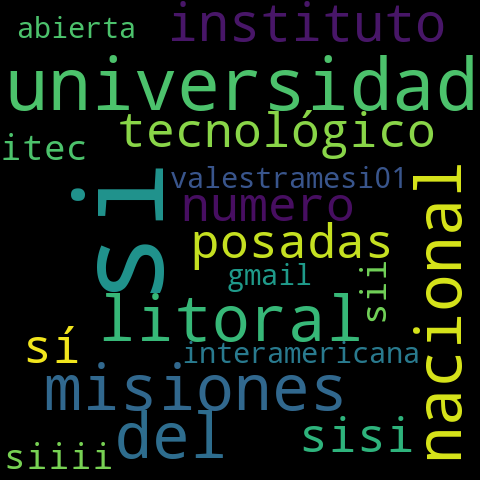 abierta
instituto
universidad
tecnológico
itec
valestramesi01
si
numero
nacional
posadas
gmail
sii
litoral
sí
interamericana
misiones
del
sisi
siiii